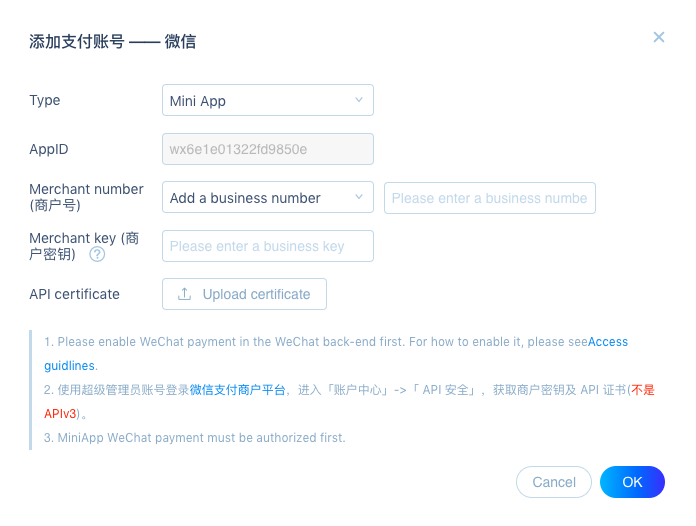 添加支付账号 —— 微信
Type
Mini App
AppID
wx6e1e01322fd9850e
Merchant number
(商户号)
Add a business number
Please enter a business numbe
Merchant key (商
户密钥)
?
Please enter a business key
API certificate
Upload certificate
1. Please enable WeChat payment in the WeChat back-end first. For how to enable it, please seeAccess
guidlines.
2. 使用超级管理员账号登录微信支付商户平台，进入「账户中心」->「 API 安全」，获取商户密钥及 API 证书(不是
APIv3)。
3. MiniApp WeChat payment must be authorized first.
Cancel
OK